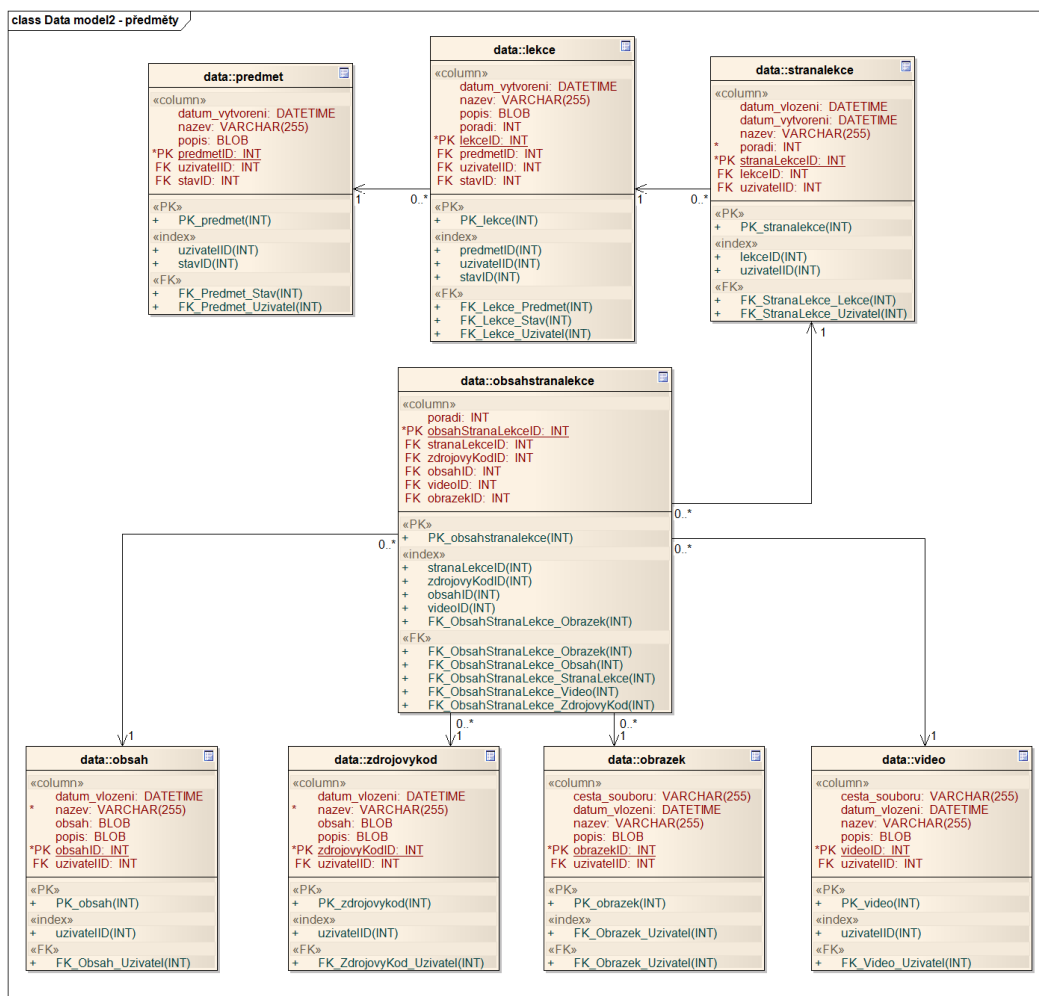 class Data model2 - předměty
data::predmet
«column»
datum_vytvoreni: DATETIME
nazev: VARCHAR(255)
popis: BLOB
*PK predmetID: INT
FK uzivatelID: INT
FK stavID: INT
«PK»
+ PK_predmet(INT)
«index»
+ uzivatelID(INT)
+ stavID(INT)
«FK»
+ FK_Predmet_Stav(INT)
+ FK_Predmet_Uzivatel(INT)
1
0..*
data::lekce
«column»
datum_vytvoreni: DATETIME
nazev: VARCHAR(255)
popis: BLOB
poradi: INT
*PK lekceID: INT
FK predmetID: INT
FK uzivatelID: INT
FK stavID: INT
«PK»
+ PK_lekce(INT)
«index»
+ predmetID(INT)
+ uzivatelID(INT)
+ stavID(INT)
«FK»
+ FK_Lekce_Predmet(INT)
+ FK_Lekce_Stav(INT)
+ FK_Lekce_Uzivatel(INT)
1
0..*
data::stranalekce
«column»
datum_vlozeni: DATETIME
datum_vytvoreni: DATETIME
nazev: VARCHAR(255)
* poradi: INT
*PK stranaLekceID: INT
FK lekceID: INT
FK uzivatelID: INT
«PK»
+ PK_stranalekce(INT)
«index»
+ lekceID(INT)
+ uzivatelID(INT)
«FK»
+ FK_StranaLekce_Lekce(INT)
+ FK_StranaLekce_Uzivatel(INT)
1
data::obsahstranalekce
«column»
poradi: INT
*PK obsahStranaLekceID: INT
FK stranaLekceID: INT
FK zdrojovyKodID: INT
FK obsahID: INT
FK videoID: INT
FK obrazekID: INT
«PK»
+ PK_obsahstranalekce(INT)
«index»
+ stranaLekceID(INT)
+ zdrojovyKodID(INT)
+ obsahID(INT)
+ videoID(INT)
+ FK_ObsahStranaLekce_Obrazek(INT)
«FK»
+ FK_ObsahStranaLekce_Obrazek(INT)
+ FK_ObsahStranaLekce_Obsah(INT)
+ FK_ObsahStranaLekce_StranaLekce(INT)
+ FK_ObsahStranaLekce_Video(INT)
+ FK_ObsahStranaLekce_ZdrojovyKod(INT)
0..*
0..*
0..*
0..*
0..*
1
1
1
1
data::obsah
«column»
datum_vlozeni: DATETIME
* nazev: VARCHAR(255)
obsah: BLOB
popis: BLOB
*PK obsahID: INT
FK uzivatelID: INT
«PK»
+ PK_obsah(INT)
«index»
+ uzivatelID(INT)
«FK»
+ FK_Obsah_Uzivatel(INT)
data::zdrojovykod
«column»
datum_vlozeni: DATETIME
* nazev: VARCHAR(255)
obsah: BLOB
popis: BLOB
*PK zdrojovyKodID: INT
FK uzivatelID: INT
«PK»
+ PK_zdrojovykod(INT)
«index»
+ uzivatelID(INT)
«FK»
+ FK_ZdrojovyKod_Uzivatel(INT)
data::obrazek
«column»
cesta_souboru: VARCHAR(255)
datum_vlozeni: DATETIME
nazev: VARCHAR(255)
popis: BLOB
*PK obrazekID: INT
FK uzivatelID: INT
«PK»
+ PK_obrazek(INT)
«index»
+ FK_Obrazek_Uzivatel(INT)
«FK»
+ FK_Obrazek_Uzivatel(INT)
data::video
«column»
cesta_souboru: VARCHAR(255)
datum_vlozeni: DATETIME
nazev: VARCHAR(255)
popis: BLOB
*PK videoID: INT
FK uzivatelID: INT
«PK»
+ PK_video(INT)
«index»
+ uzivatelID(INT)
«FK»
+ FK_Video_Uzivatel(INT)